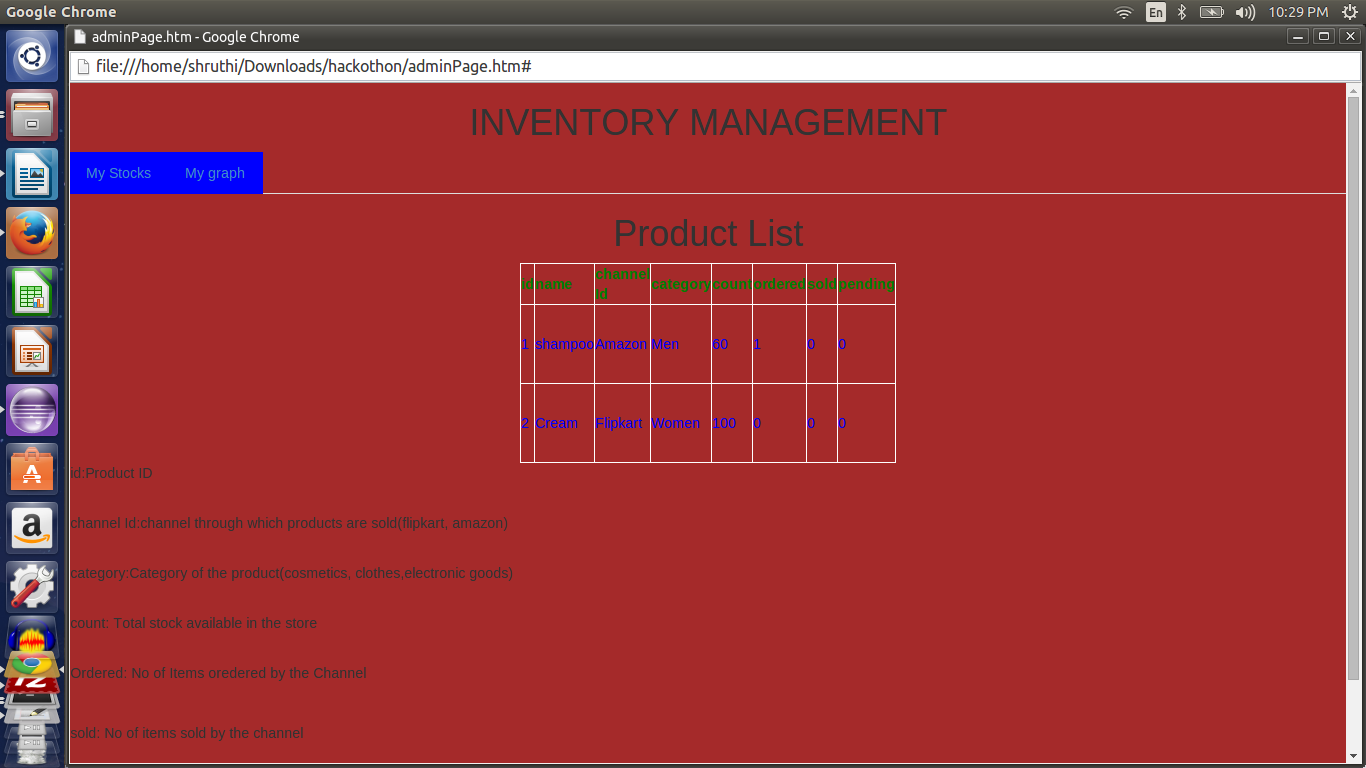 Google Chrome
En
10:29 PM
adminPage.htm - Google Chrome
file:///home/shruthi/Downloads/hackothon/adminPage.htm#
INVENTORY MANAGEMENT
My Stocks My graph
Product List
id name channel Id category count ordered sold pending
1 shampoo Amazon Men 60 1 0 0
2 Cream Flipkart Women 100 0 0 0
id:Product ID
channel Id:channel through which products are sold(flipkart, amazon)
category:Category of the product(cosmetics, clothes,electronic goods)
count: Total stock available in the store
Ordered: No of Items oredered by the Channel
sold: No of items sold by the channel